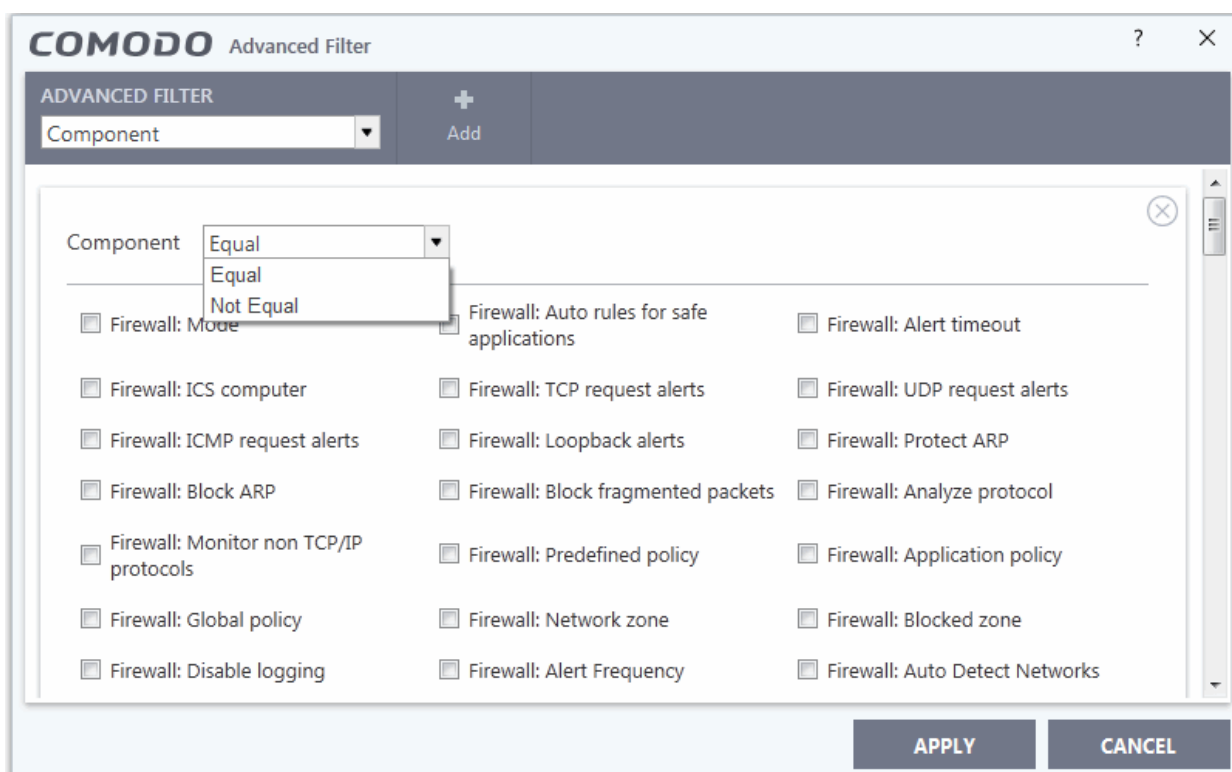 COMODO Advanced Filter ? ×
ADVANCED FILTER
Component
Add
Component Equal
Equal
Not Equal
Firewall: Mode
Firewall: Auto rules for safe
applications
Firewall: Alert timeout
Firewall: ICS computer
Firewall: TCP request alerts
Firewall: UDP request alerts
Firewall: ICMP request alerts
Firewall: Loopback alerts
Firewall: Protect ARP
Firewall: Block ARP
Firewall: Block fragmented packets
Firewall: Analyze protocol
Firewall: Monitor non TCP/IP
protocols
Firewall: Predefined policy
Firewall: Application policy
Firewall: Global policy
Firewall: Network zone
Firewall: Blocked zone
Firewall: Disable logging
Firewall: Alert Frequency
Firewall: Auto Detect Networks
APPLY
CANCEL